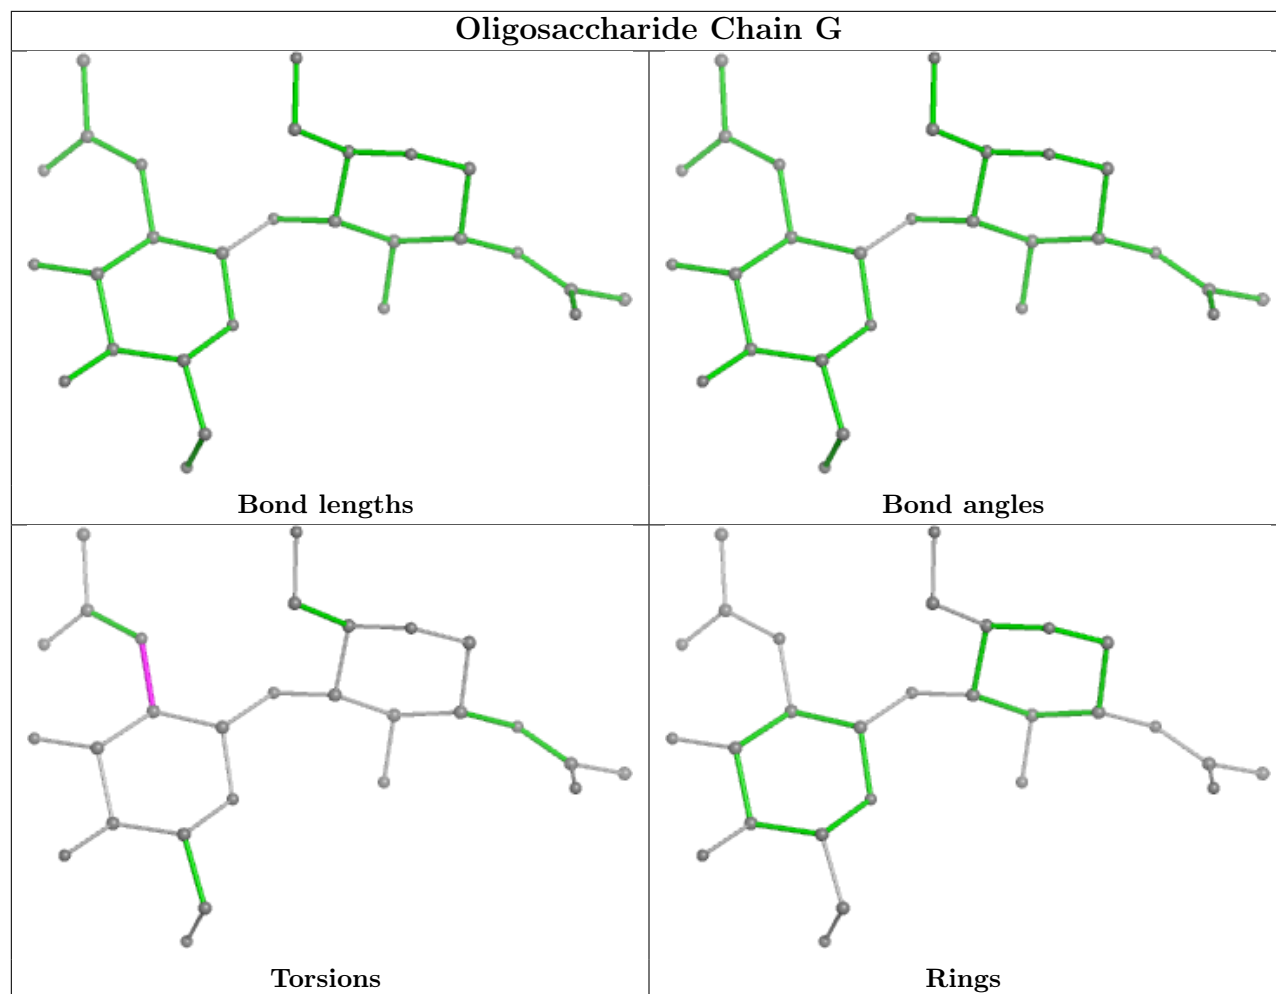 Oligosaccharide Chain G
Bond lengths
Bond angles
Torsions
Rings